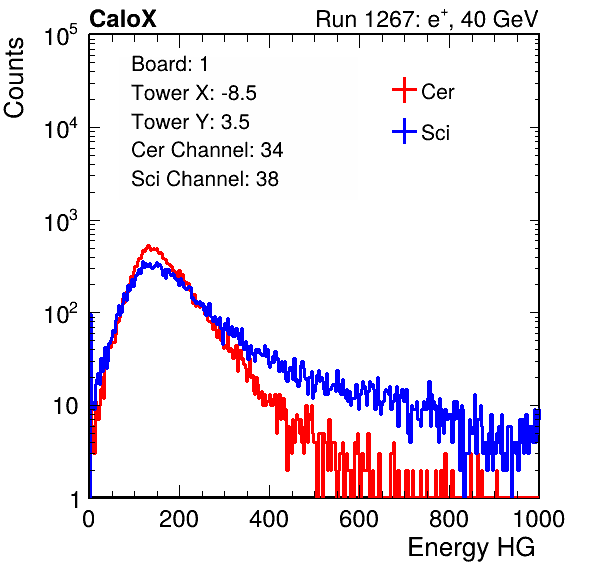 CaloX Run 1267: e⁺, 40 GeV
Counts
Board: 1
Tower X: -8.5
Tower Y: 3.5
Cer Channel: 34
Sci Channel: 38
Cer
Sci
10⁵
10⁴
10³
10²
10
1
0 200 400 600 800 1000
Energy HG